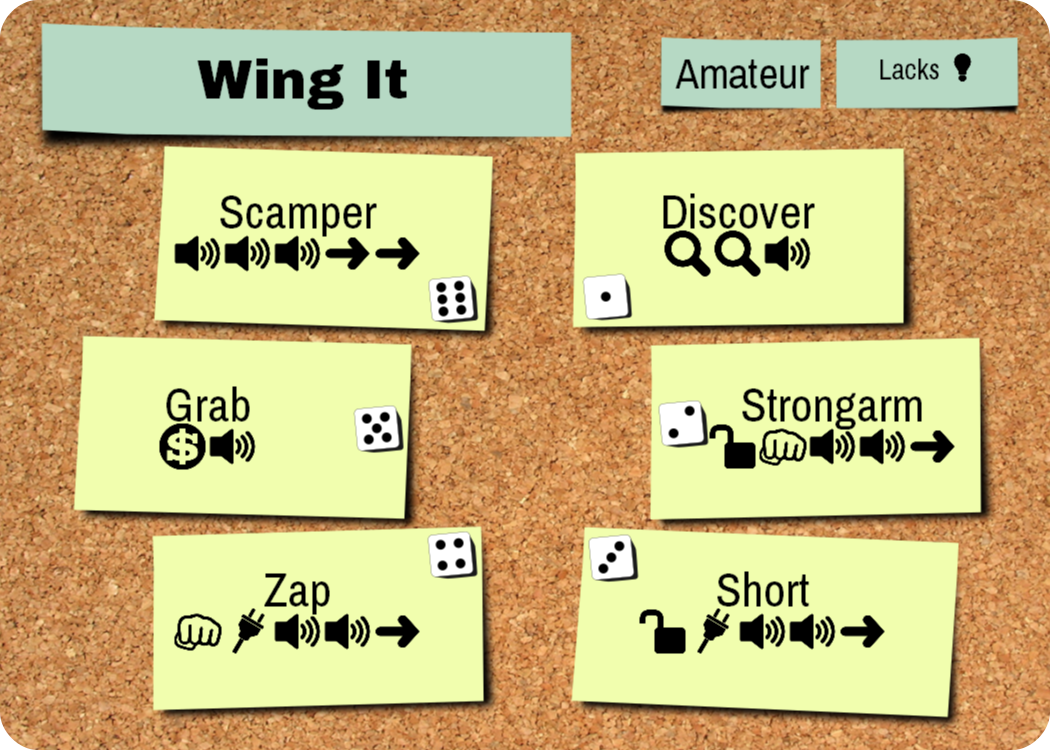 Wing It
Amateur
Lacks
Scamper
Discover
Grab
Strongarm
Zap
Short